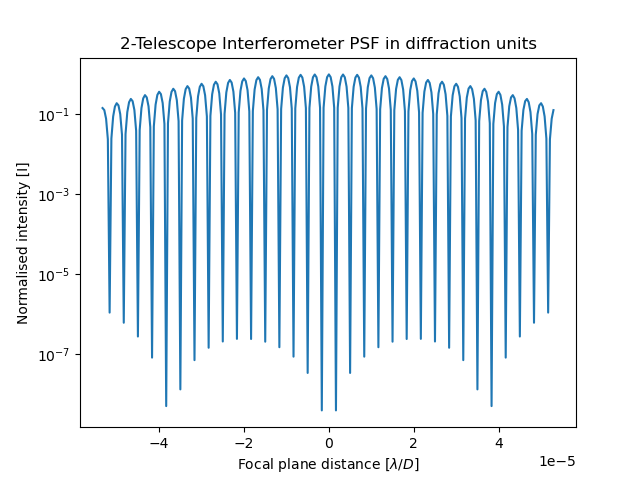 2-Telescope Interferometer PSF in diffraction units
Normalised intensity [I]
10⁻¹
10⁻³
10⁻⁵
10⁻⁷
−4 −2 0 2 4
1e−5
Focal plane distance [λ/D]